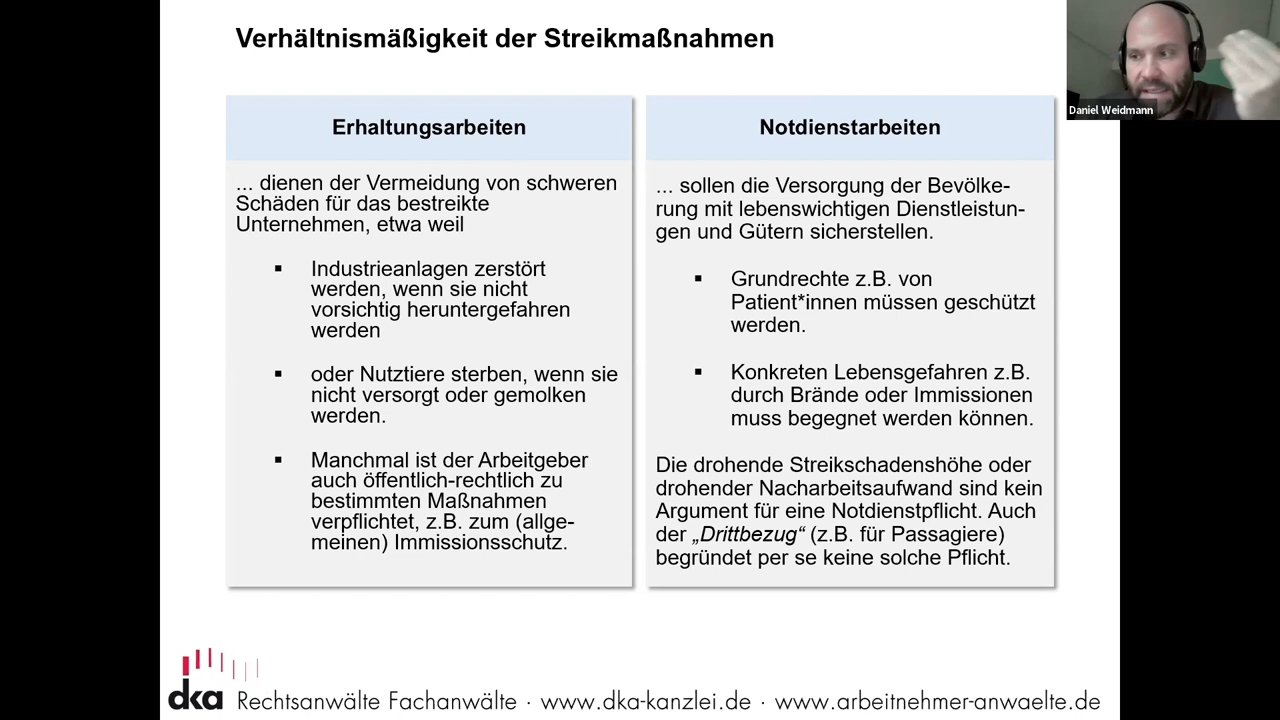 Verhältnismäßigkeit der Streikmaßnahmen
Daniel Weidmann
Erhaltungsarbeiten
... dienen der Vermeidung von schweren
Schäden für das bestreikte
Unternehmen, etwa weil
▪ Industrieanlagen zerstört
werden, wenn sie nicht
vorsichtig heruntergefahren
werden
▪ oder Nutztiere sterben, wenn sie
nicht versorgt oder gemolken
werden.
▪ Manchmal ist der Arbeitgeber
auch öffentlich-rechtlich zu
bestimmten Maßnahmen
verpflichtet, z.B. zum (allge-
meinen) Immissionsschutz.
Notdienstarbeiten
... sollen die Versorgung der Bevölke-
rung mit lebenswichtigen Dienstleistun-
gen und Gütern sicherstellen.
▪ Grundrechte z.B. von
Patient*innen müssen geschützt
werden.
▪ Konkreten Lebensgefahren z.B.
durch Brände oder Immissionen
muss begegnet werden können.
Die drohende Streikschadenshöhe oder
drohender Nacharbeitsaufwand sind kein
Argument für eine Notdienstpflicht. Auch
der „Drittbezug“ (z.B. für Passagiere)
begründet per se keine solche Pflicht.
dka Rechtsanwälte Fachanwälte · www.dka-kanzlei.de · www.arbeitnehmer-anwaelte.de